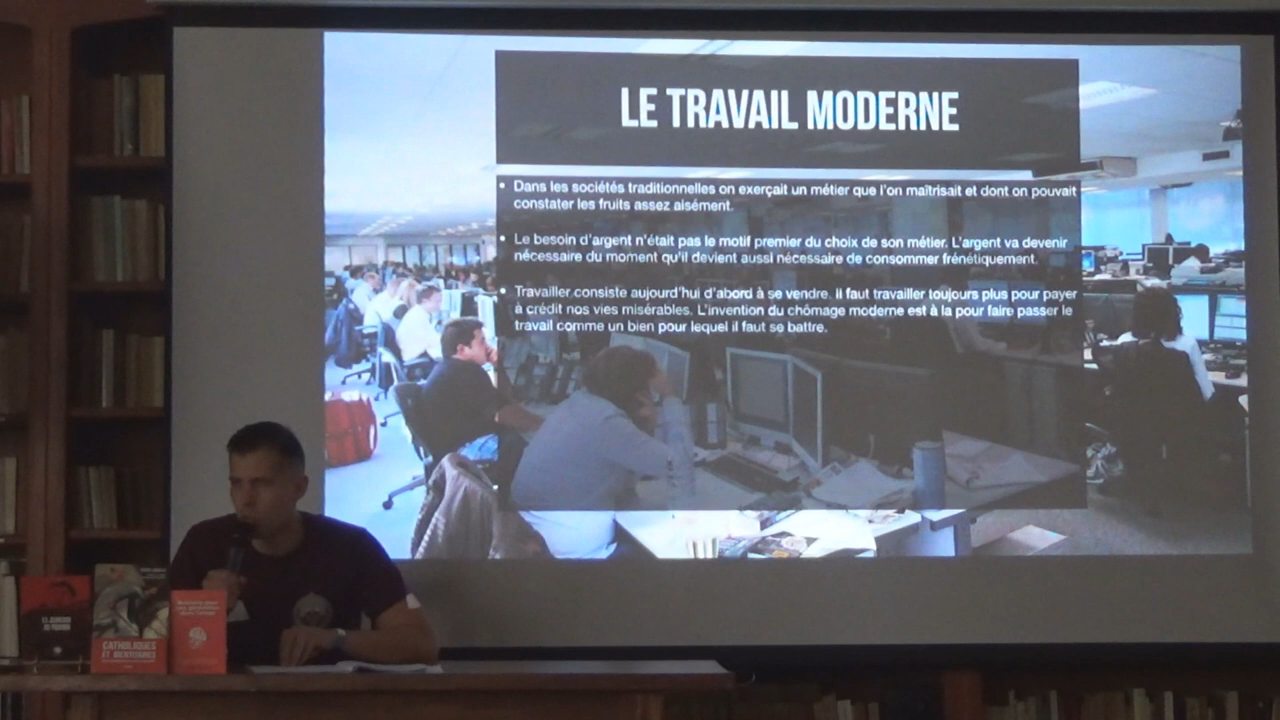 LE TRAVAIL MODERNE
• Dans les sociétés traditionnelles on exerçait un métier que l'on maîtrisait et dont on pouvait
constater les fruits assez aisément.
• Le besoin d'argent n'était pas le motif premier du choix de son métier. L'argent va devenir
nécessaire du moment qu'il devient aussi nécessaire de consommer frénétiquement.
• Travailler consiste aujourd'hui d'abord à se vendre. Il faut travailler toujours plus pour payer
à crédit nos vies misérables. L'invention du chômage moderne est à la pour faire passer le
travail comme un bien pour lequel il faut se battre.
CATHOLIQUES
ET IDENTITAIRES